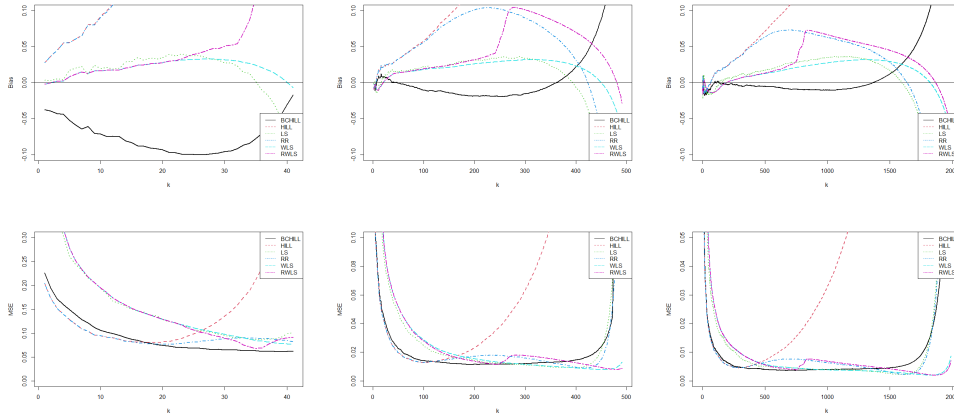 Bias
0.10
0.05
0.00
-0.05
-0.10
0
10
20
30
40
k
BCHILL
HILL
LS
RR
WLS
RWLS
Bias
0.10
0.05
0.00
-0.05
-0.10
0
100
200
300
400
500
k
BCHILL
HILL
LS
RR
WLS
RWLS
Bias
0.10
0.05
0.00
-0.05
-0.10
0
500
1000
1500
2000
k
BCHILL
HILL
LS
RR
WLS
RWLS
MSE
0.30
0.25
0.20
0.15
0.10
0.05
0.00
0
10
20
30
40
k
BCHILL
HILL
LS
RR
WLS
RWLS
MSE
0.08
0.06
0.04
0.02
0.00
0
100
200
300
400
500
k
BCHILL
HILL
LS
RR
WLS
RWLS
MSE
0.05
0.04
0.03
0.02
0.01
0.00
0
500
1000
1500
2000
k
BCHILL
HILL
LS
RR
WLS
RWLS